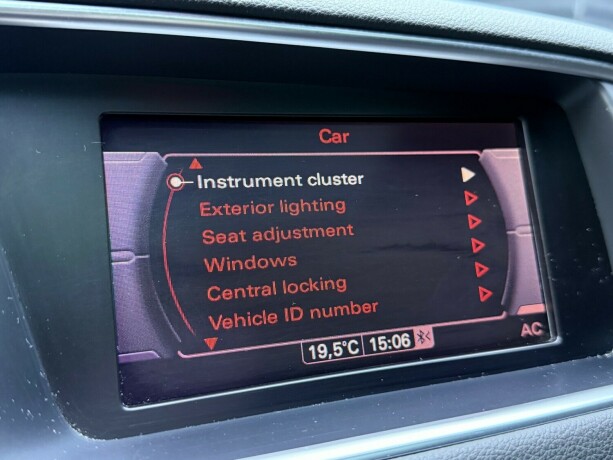 Car
Instrument cluster
Exterior lighting
Seat adjustment
Windows
Central locking
Vehicle ID number
AC
19,5°C 15:06